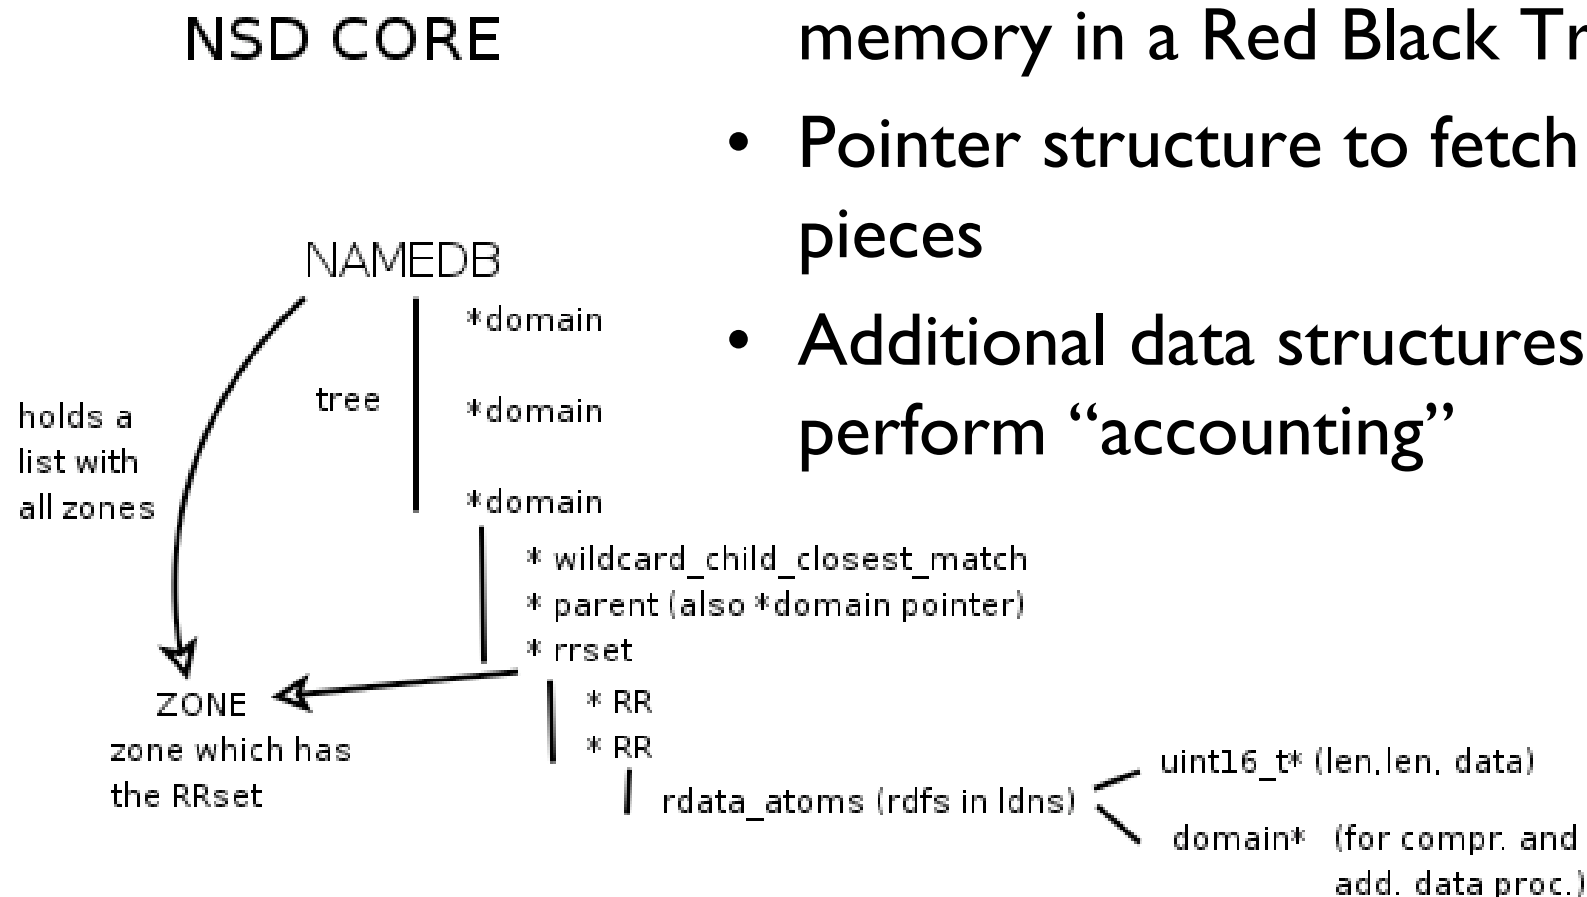 NSD CORE
memory in a Red Black
• Pointer structure to fetch
pieces
• Additional data structures
perform “accounting”
NAMEDB
*domain
tree
*domain
*domain
holds a
list with
all zones
* wildcard_child_closest_match
* parent (also *domain pointer)
* rrset
ZONE
zone which has
the RRset
* RR
* RR
rdata_atoms (rdfs in ldns)
uint16_t* (len,len, data)
domain* (for compr. and
add. data proc.)